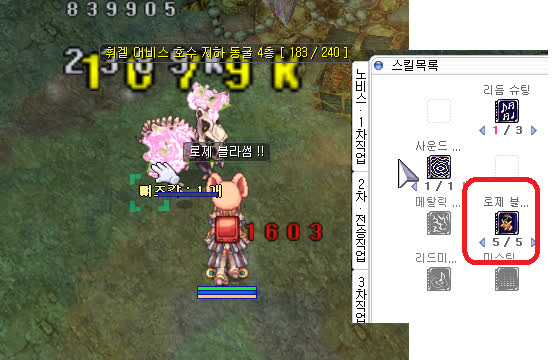 839905
휘겔 어비스 호수 지하 동굴 4층 [ 183 / 240 ]
로제 블라썸 !!
1603
스킬목록
노비스 · 1차직업
2차 · 전승직업
3차직업
리듬 슈팅
1 / 3
사운드 ...
1 / 1
메탈릭 ...
로제 블...
5 / 5
리드미...
미스틱